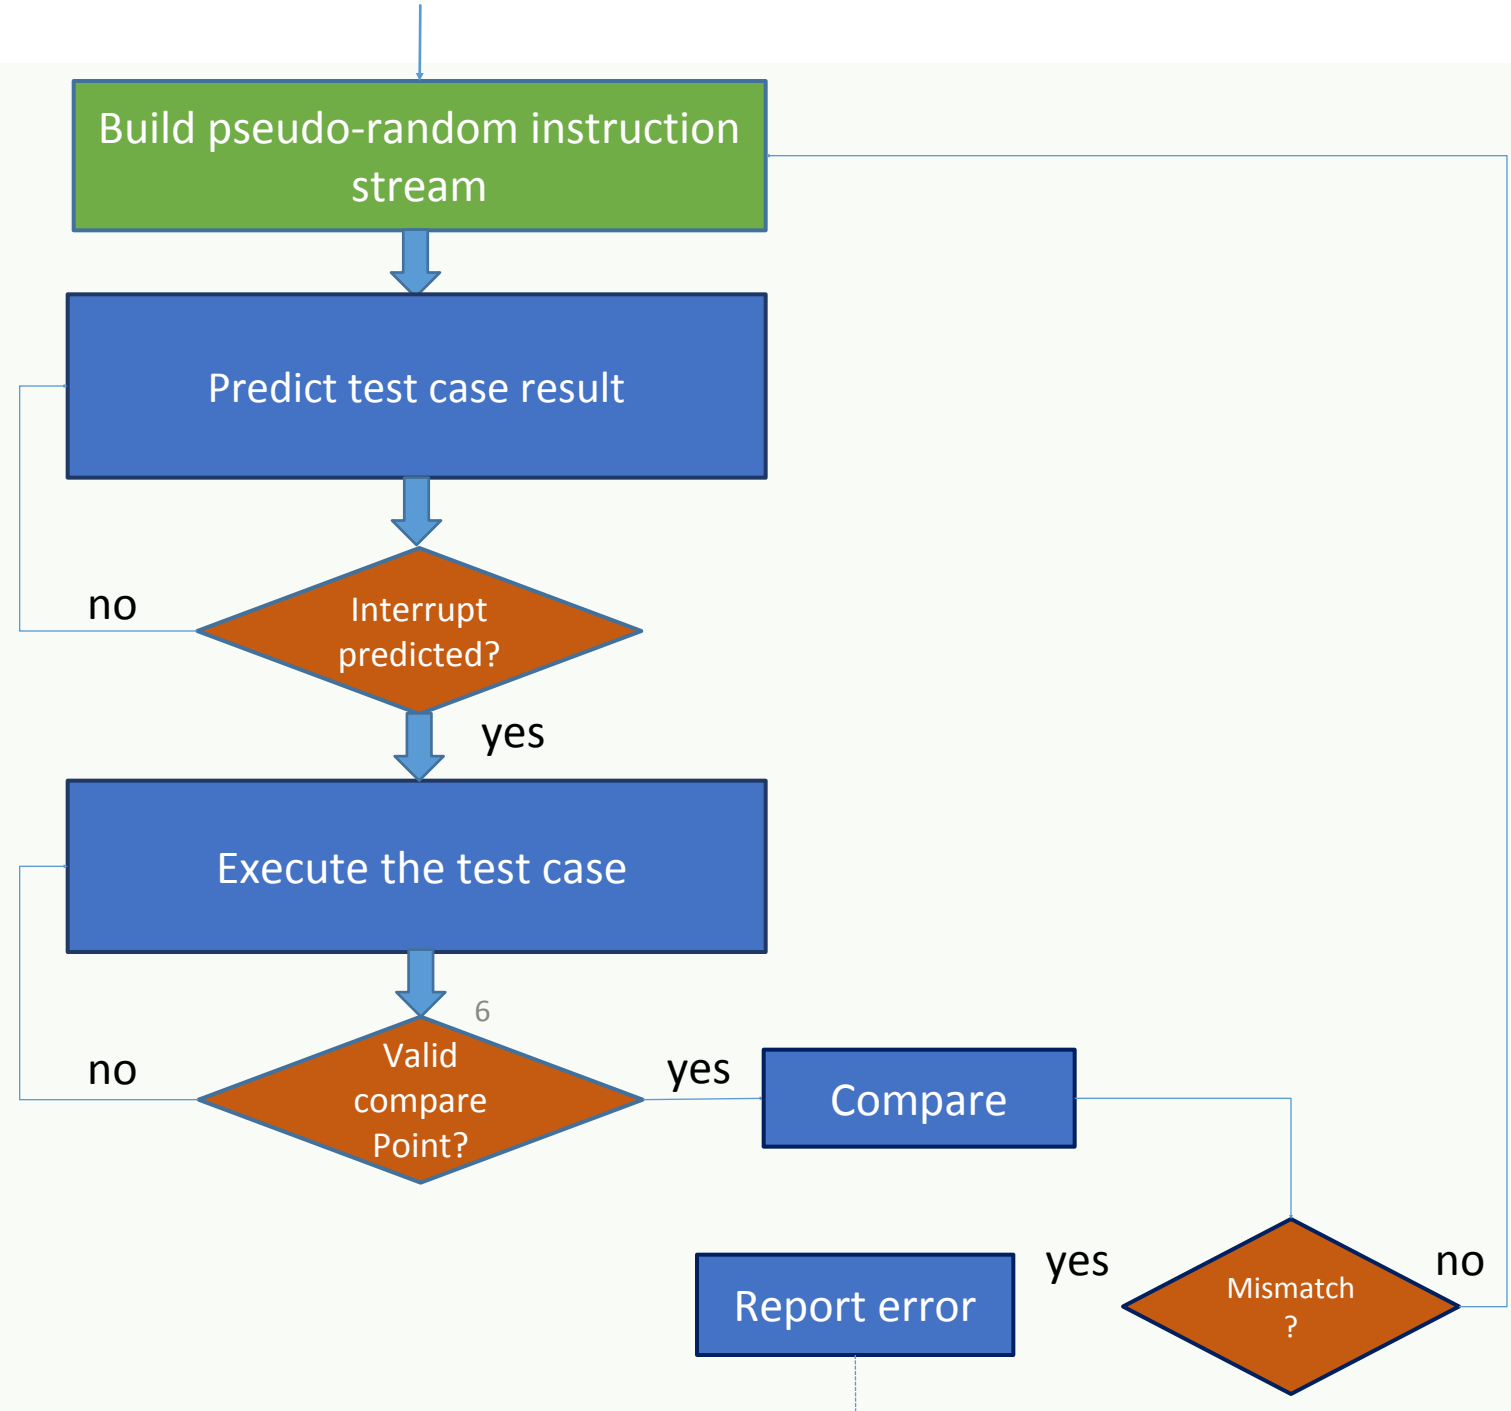 Build pseudo-random instruction
stream
Predict test case result
no
Interrupt
predicted?
yes
Execute the test case
6
no
Valid
compare
Point?
yes
Compare
yes
no
Mismatch
?
Report error